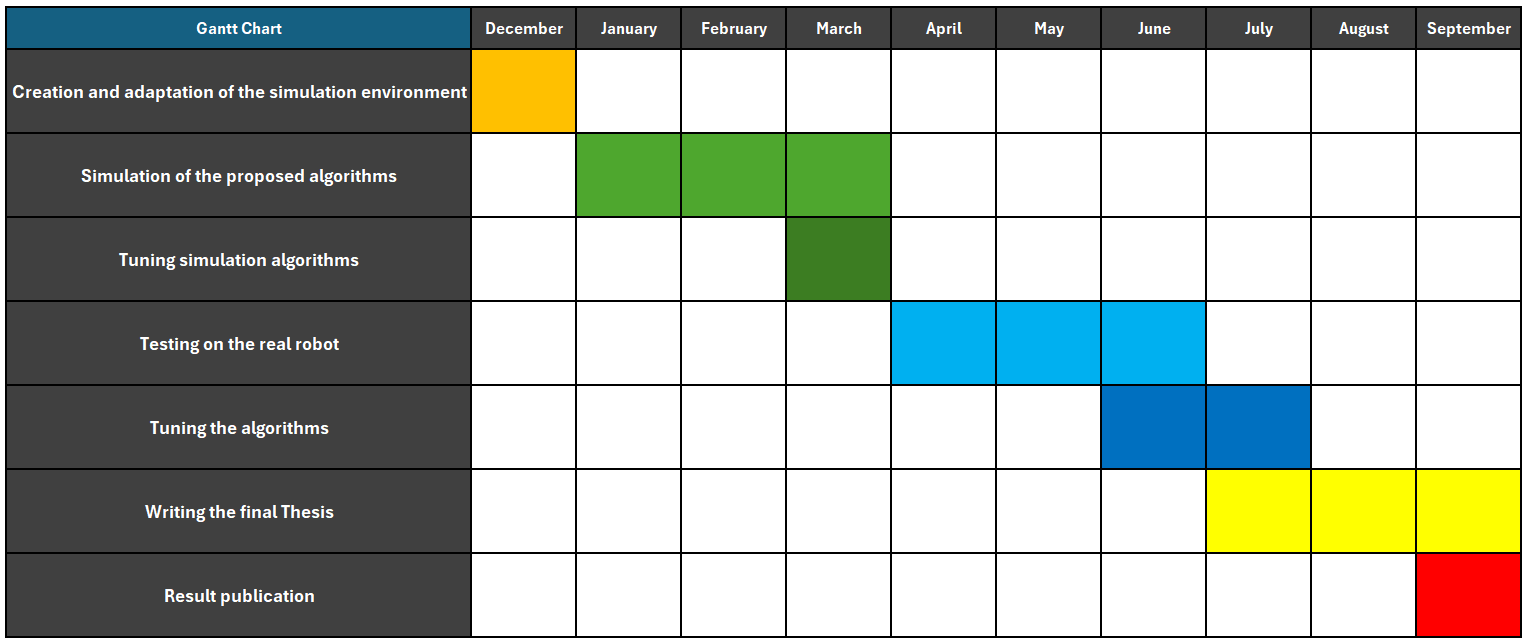 Gantt Chart December January February March April May June July August September
Creation and adaptation of the simulation environment
Simulation of the proposed algorithms
Tuning simulation algorithms
Testing on the real robot
Tuning the algorithms
Writing the final Thesis
Result publication